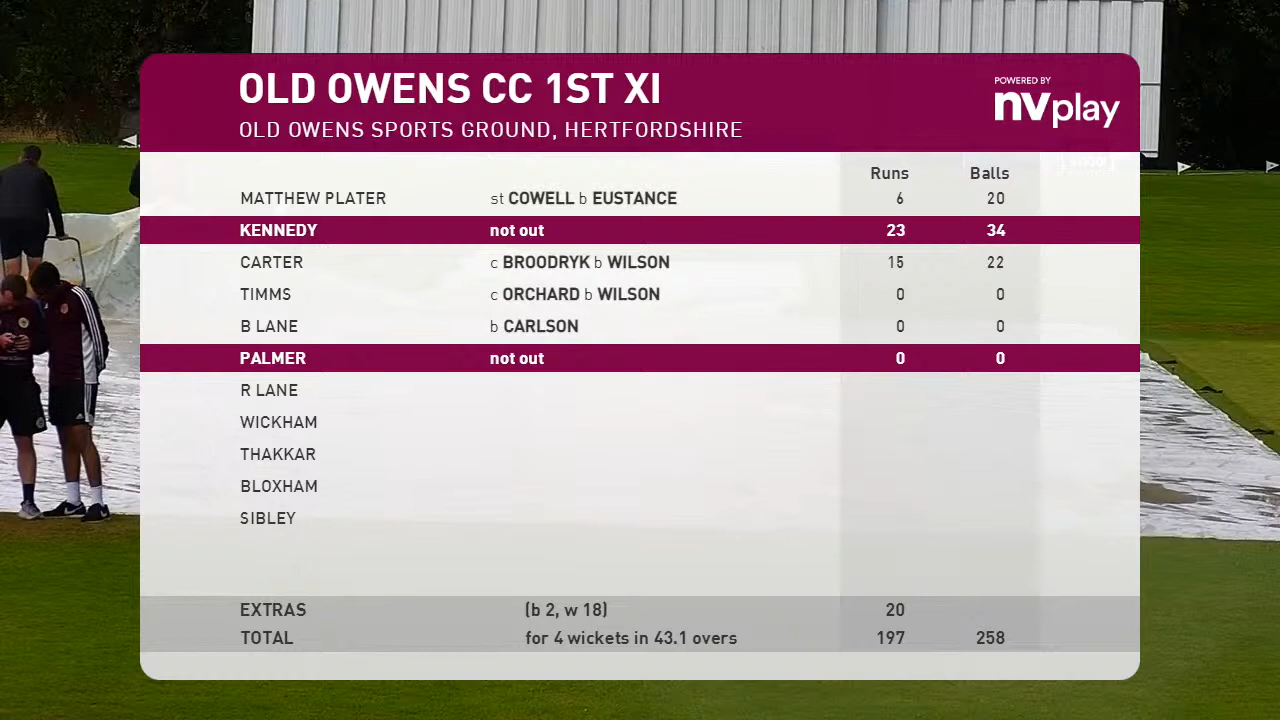 OLD OWENS CC 1ST XI
OLD OWENS SPORTS GROUND, HERTFORDSHIRE
POWERED BY
nvplay
Runs Balls
MATTHEW PLATER st COWELL b EUSTANCE 6 20
KENNEDY not out 23 34
CARTER c BROODRYK b WILSON 15 22
TIMMS c ORCHARD b WILSON 0 0
B LANE b CARLSON 0 0
PALMER not out 0 0
R LANE
WICKHAM
THAKKAR
BLOXHAM
SIBLEY
EXTRAS (b 2, w 18) 20
TOTAL for 4 wickets in 43.1 overs 197 258